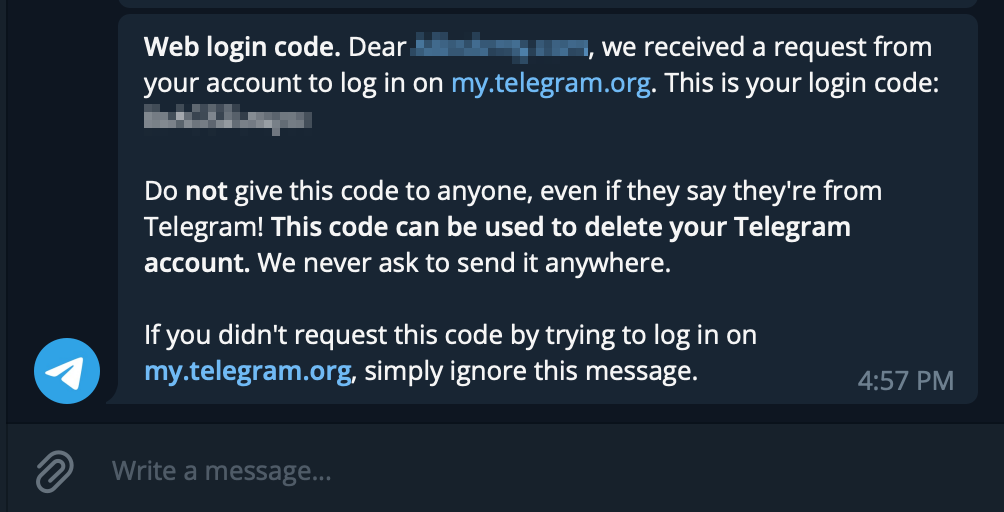 Web login code. Dear , we received a request from
your account to log in on my.telegram.org. This is your login code:
Do not give this code to anyone, even if they say they're from
Telegram! This code can be used to delete your Telegram
account. We never ask to send it anywhere.
If you didn't request this code by trying to log in on
my.telegram.org, simply ignore this message.
4:57 PM
Write a message...